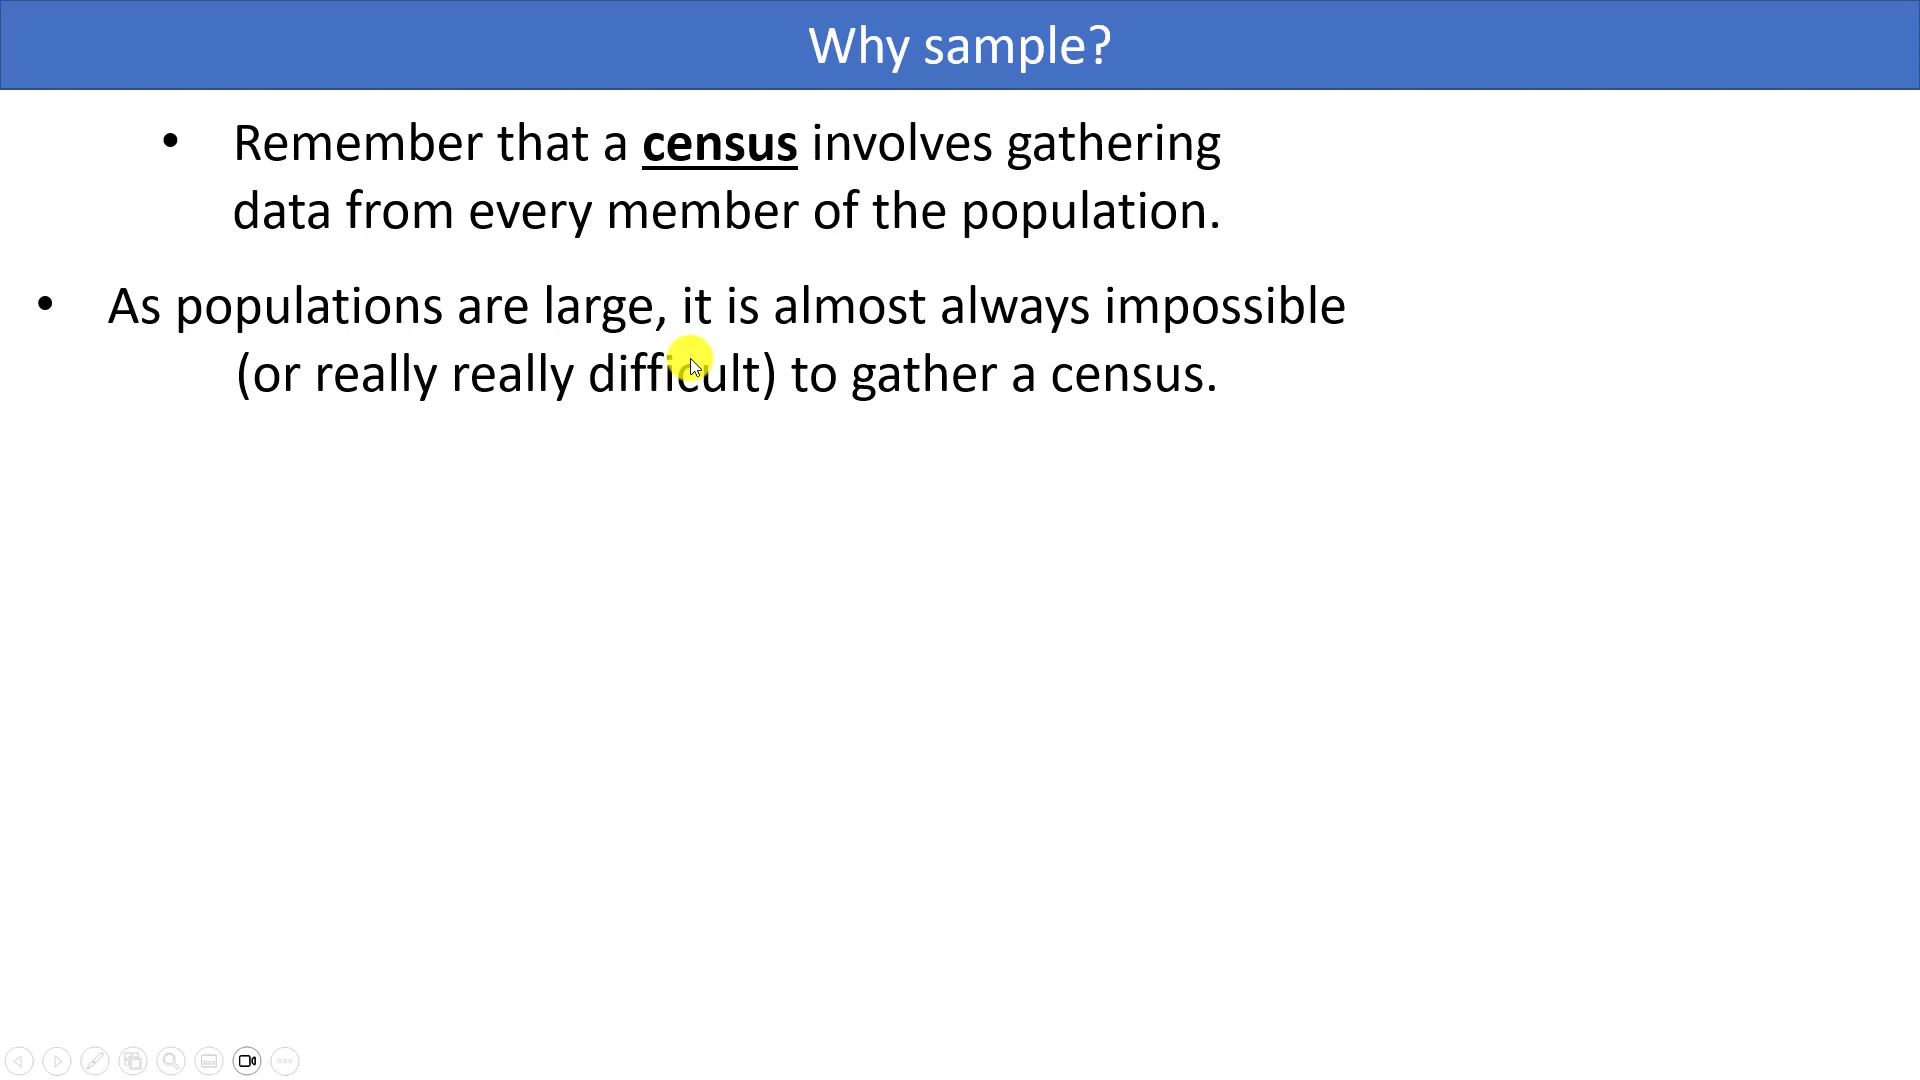 Why sample?
• Remember that a census involves gathering
data from every member of the population.
• As populations are large, it is almost always impossible
(or really really difficult) to gather a census.